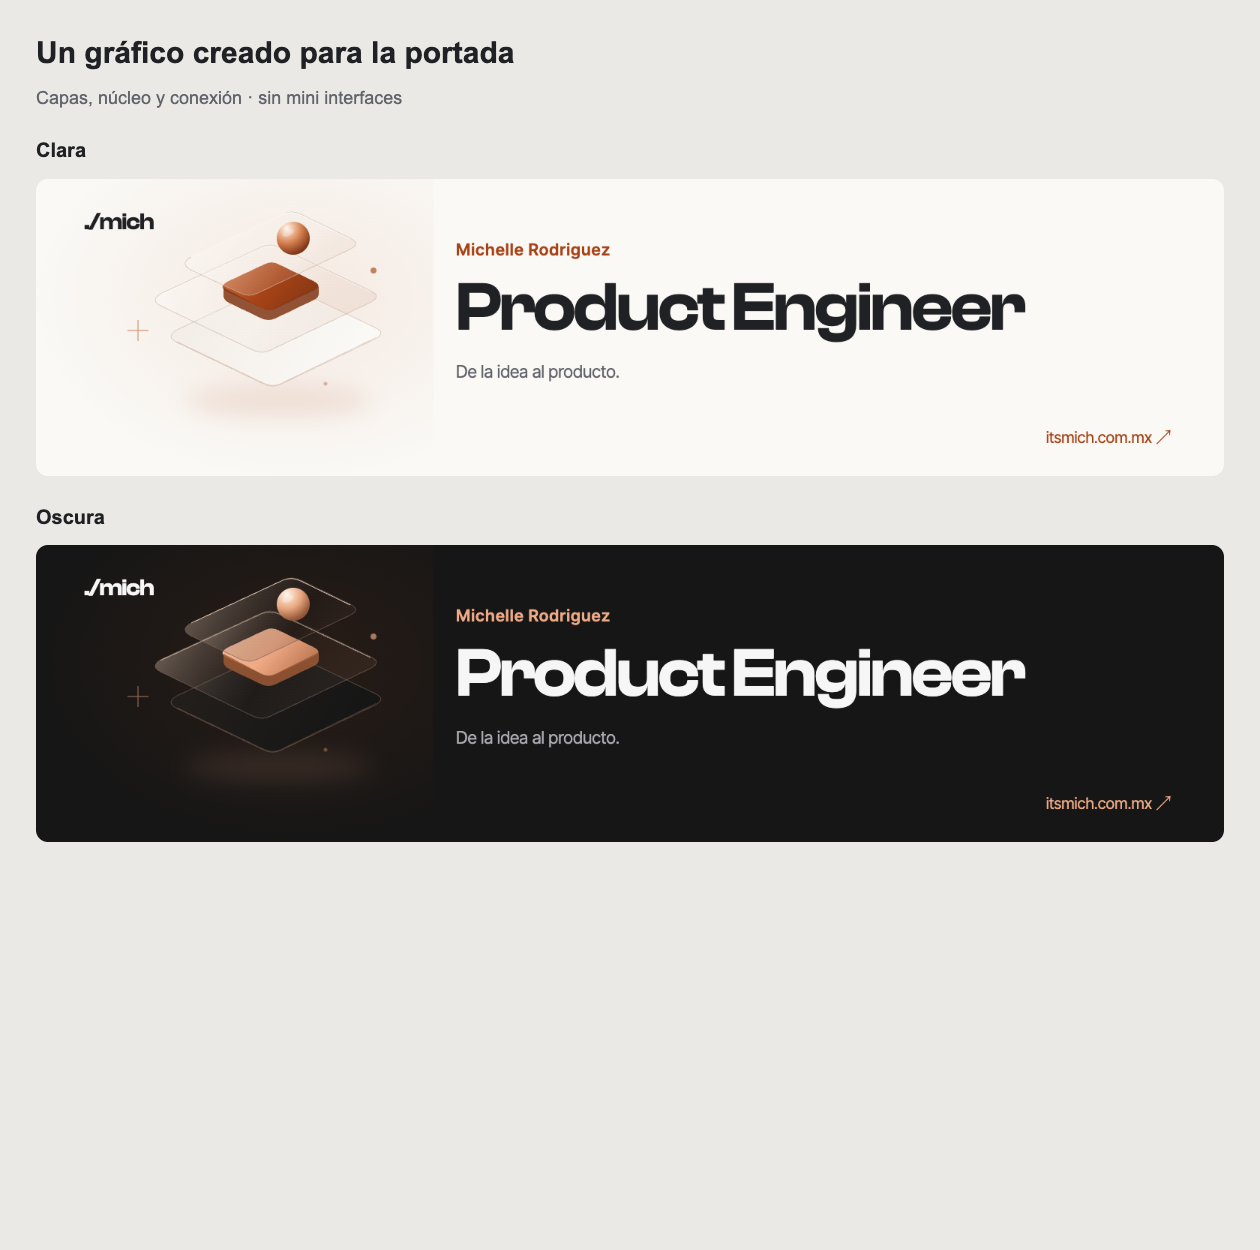 Un gráfico creado para la portada
Capas, núcleo y conexión · sin mini interfaces
Clara
./mich
Michelle Rodriguez
Product Engineer
De la idea al producto.
itsmich.com.mx ↗
Oscura
./mich
Michelle Rodriguez
Product Engineer
De la idea al producto.
itsmich.com.mx ↗